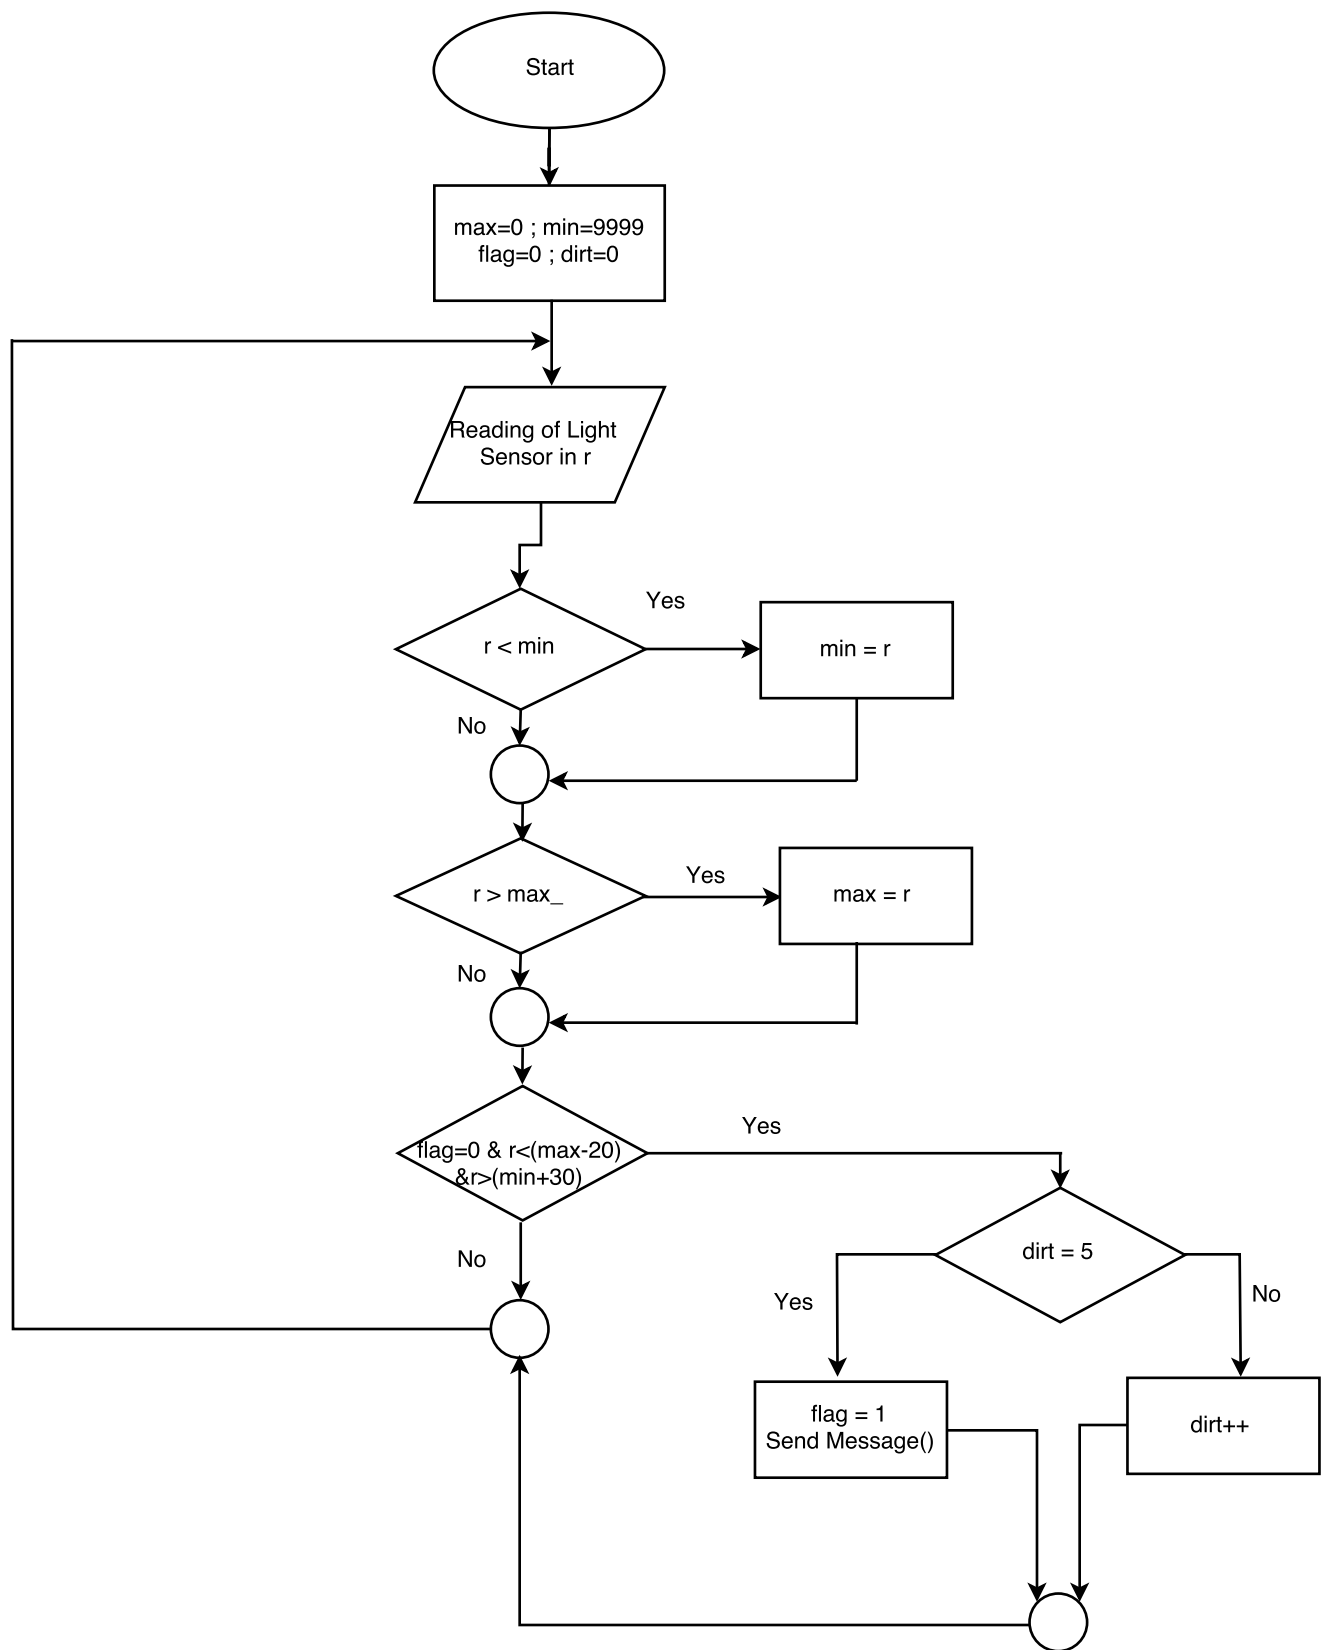 Start
max=0 ; min=9999
flag=0 ; dirt=0
Reading of Light
Sensor in r
r < min
Yes
min = r
No
r > max_
Yes
max = r
No
flag=0 & r<(max-20)
&r>(min+30)
Yes
No
dirt = 5
Yes
No
flag = 1
Send Message()
dirt++